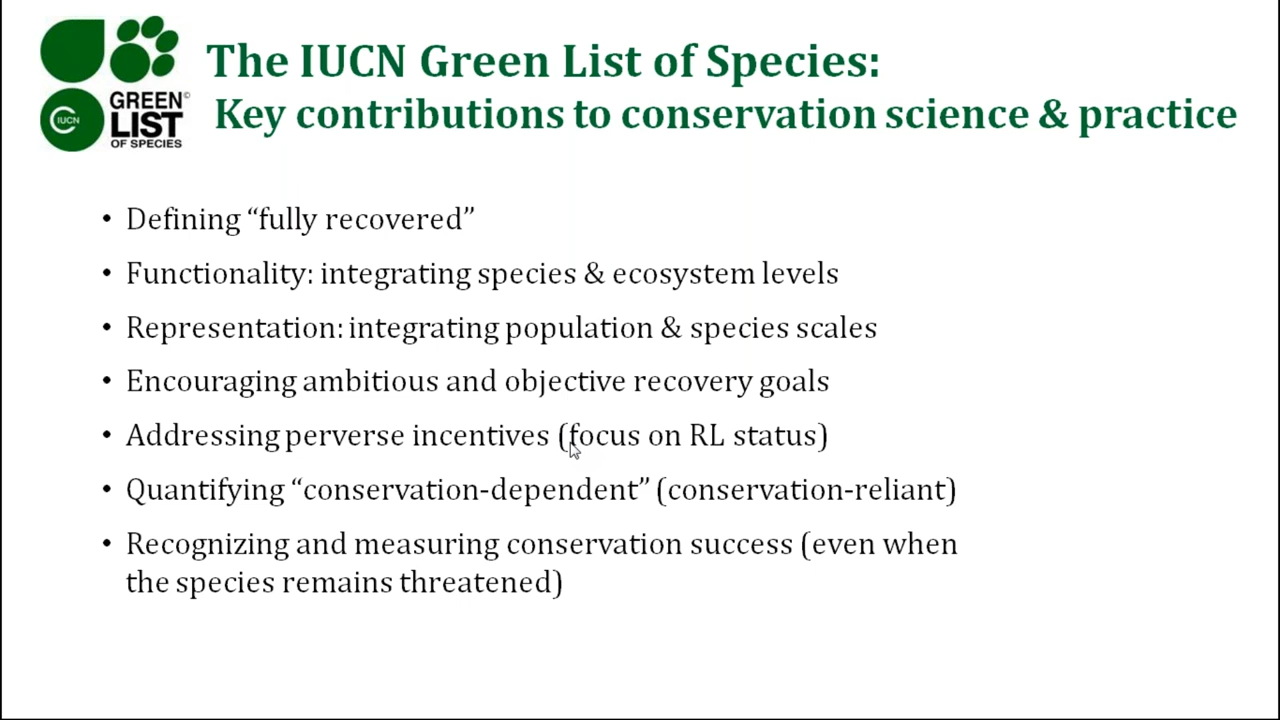 The IUCN Green List of Species:
Key contributions to conservation science & practice
IUCN
GREEN©
LIST
OF SPECIES
• Defining “fully recovered”
• Functionality: integrating species & ecosystem levels
• Representation: integrating population & species scales
• Encouraging ambitious and objective recovery goals
• Addressing perverse incentives (focus on RL status)
• Quantifying “conservation-dependent” (conservation-reliant)
• Recognizing and measuring conservation success (even when
the species remains threatened)